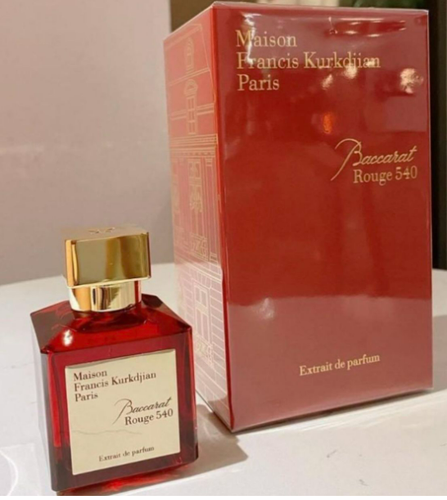 Maison
Francis Kurkdjian
Paris
Baccarat
Rouge 540
Extrait de parfum
Maison
Francis Kurkdjian
Paris
Baccarat
Rouge 540
Extrait de parfum